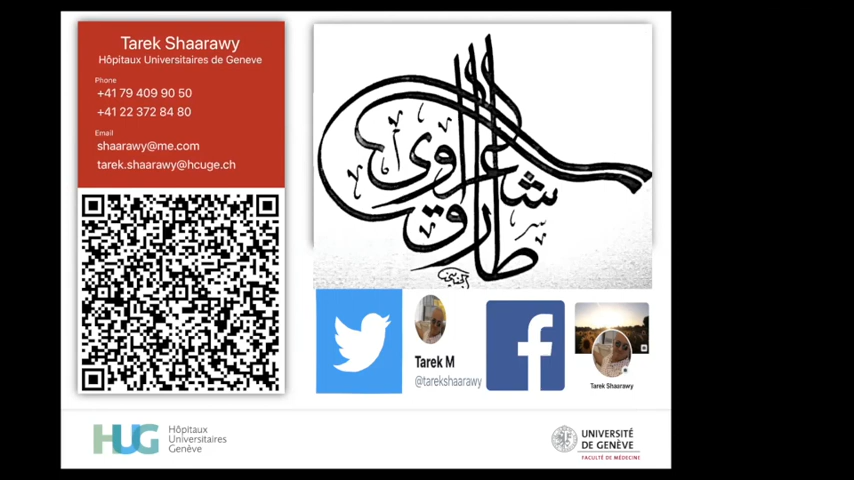 Tarek Shaarawy
Hôpitaux Universitaires de Geneve
Phone
+41 79 409 90 50
+41 22 372 84 80
Email
shaarawy@me.com
tarek.shaarawy@hcuge.ch
طارق شعراوي
Tarek M
@tarekshaarawy
Tarek Shaarawy
HUG
Hôpitaux
Universitaires
Genève
UNIVERSITÉ
DE GENÈVE
FACULTÉ DE MÉDECINE